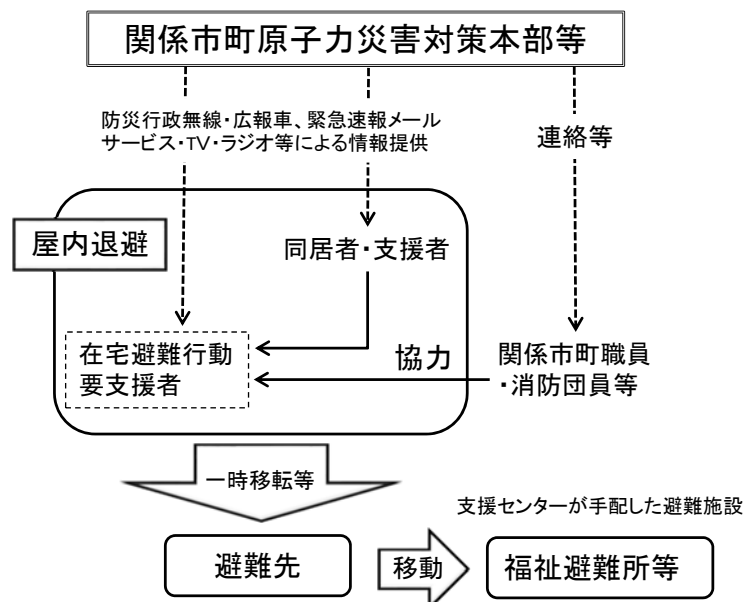 関係市町原子力災害対策本部等
防災行政無線・広報車、緊急速報メール
サービス・TV・ラジオ等による情報提供
連絡等
屋内退避
同居者・支援者
在宅避難行動
要支援者
協力
関係市町職員
・消防団員等
一時移転等
支援センターが手配した避難施設
避難先
移動
福祉避難所等